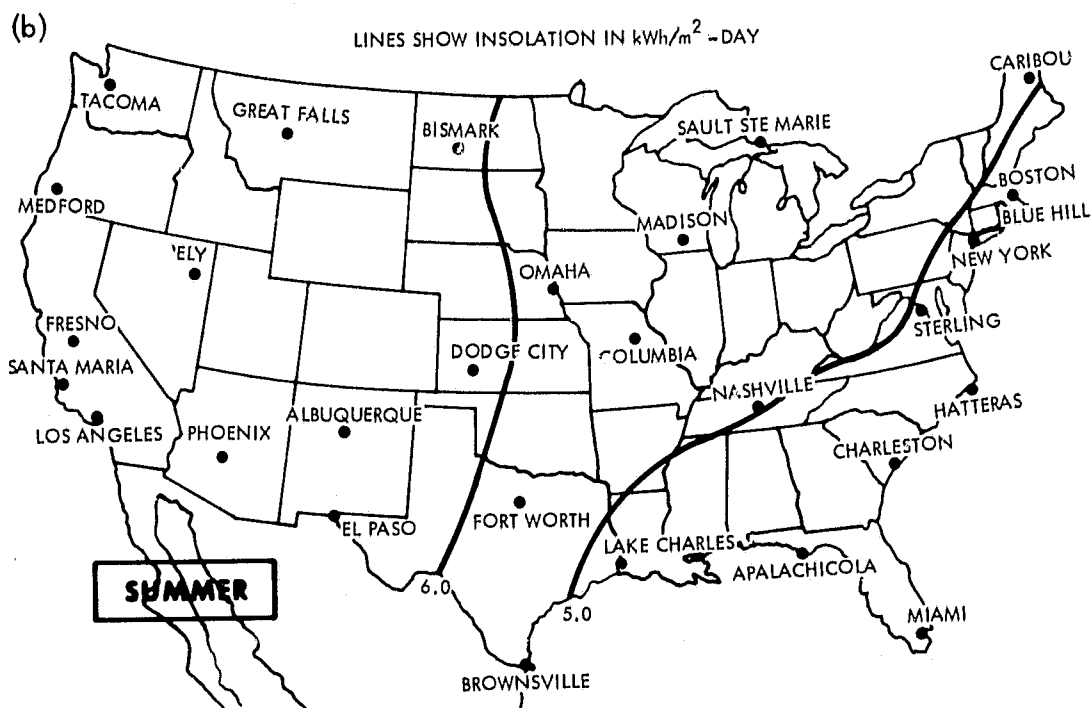 (b)
LINES SHOW INSOLATION IN kWh/m² - DAY
CARIBOU
TACOMA
GREAT FALLS
BISMARK
SAULT STE MARIE
BOSTON
MEDFORD
MADISON
BLUE HILL
'ELY
OMAHA
NEW YORK
FRESNO
STERLING
SANTA MARIA
DODGE CITY
COLUMBIA
NASHVILLE
HATTERAS
LOS ANGELES
PHOENIX
ALBUQUERQUE
CHARLESTON
EL PASO
FORT WORTH
LAKE CHARLES
APALACHICOLA
SUMMER
6.0
5.0
MIAMI
BROWNSVILLE